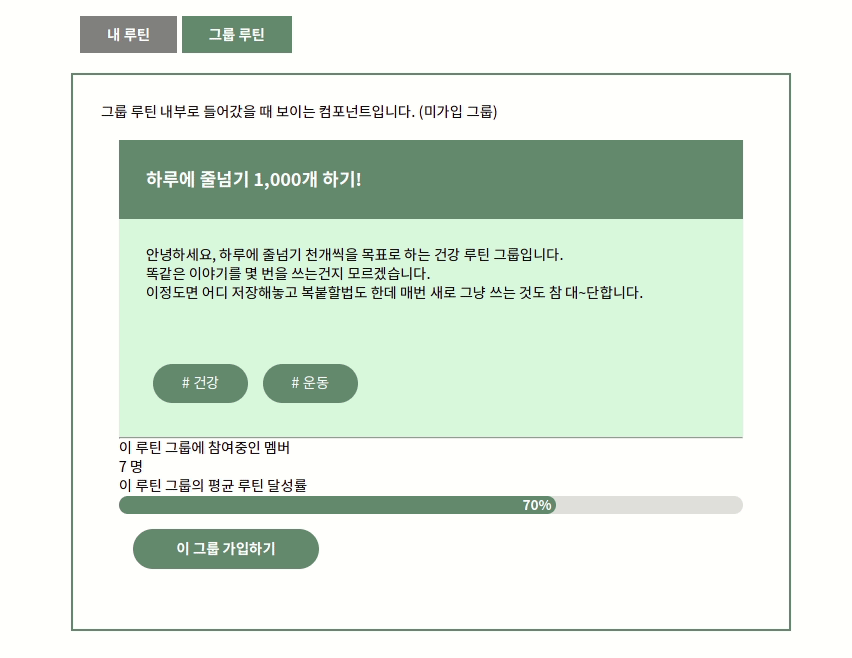 내 루틴 그룹 루틴
그룹 루틴 내부로 들어갔을 때 보이는 컴포넌트입니다. (미가입 그룹)
하루에 줄넘기 1,000개 하기!
안녕하세요, 하루에 줄넘기 천개씩을 목표로 하는 건강 루틴 그룹입니다.
똑같은 이야기를 몇 번을 쓰는건지 모르겠습니다.
이정도면 어디 저장해놓고 복붙할법도 한데 매번 새로 그냥 쓰는 것도 참 대~단합니다.
# 건강 # 운동
이 루틴 그룹에 참여중인 멤버
7 명
이 루틴 그룹의 평균 루틴 달성률
70%
이 그룹 가입하기